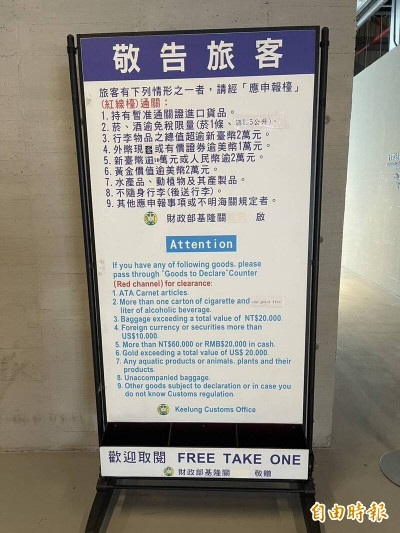 敬告旅客
旅客有下列情形之一者，請經「應申報檯」
(紅線檯)通關：
1. 持有暫准通關證進口貨品。
2. 菸、酒逾免稅限量(菸1條、酒1.5公升)。
3. 行李物品之總值超逾新臺幣2萬元。
4. 外幣現 或有價證券逾美幣1萬元。
5. 新臺幣逾 萬元或人民幣逾2萬元。
6. 黃金價值逾美幣2萬元。
7. 水產品、動植物及其產製品。
8. 不隨身行李(後送行李)。
9. 其他應申報事項或不明海關規定者。
財政部基隆關 啟
Attention
If you have any of following goods, please
pass through "Goods to Declare" Counter
(Red channel) for clearance:
1. ATA Carnet articles.
2. More than one carton of cigarette and one point five
liter of alcoholic beverage.
3. Baggage exceeding a total value of NT$20.000.
4. Foreign currency or securities more than
US$10.000.
5. More than NT$60.000 or RMB$20.000 in cash.
6. Gold exceeding a total value of US$ 20.000.
7. Any aquatic products or animals, plants and their
products.
8. Unaccompanied baggage.
9. Other goods subject to declaration or in case you
do not know Customs regulation.
Keelung Customs Office
歡迎取閱 FREE TAKE ONE
財政部基隆關 敬贈
自由時報